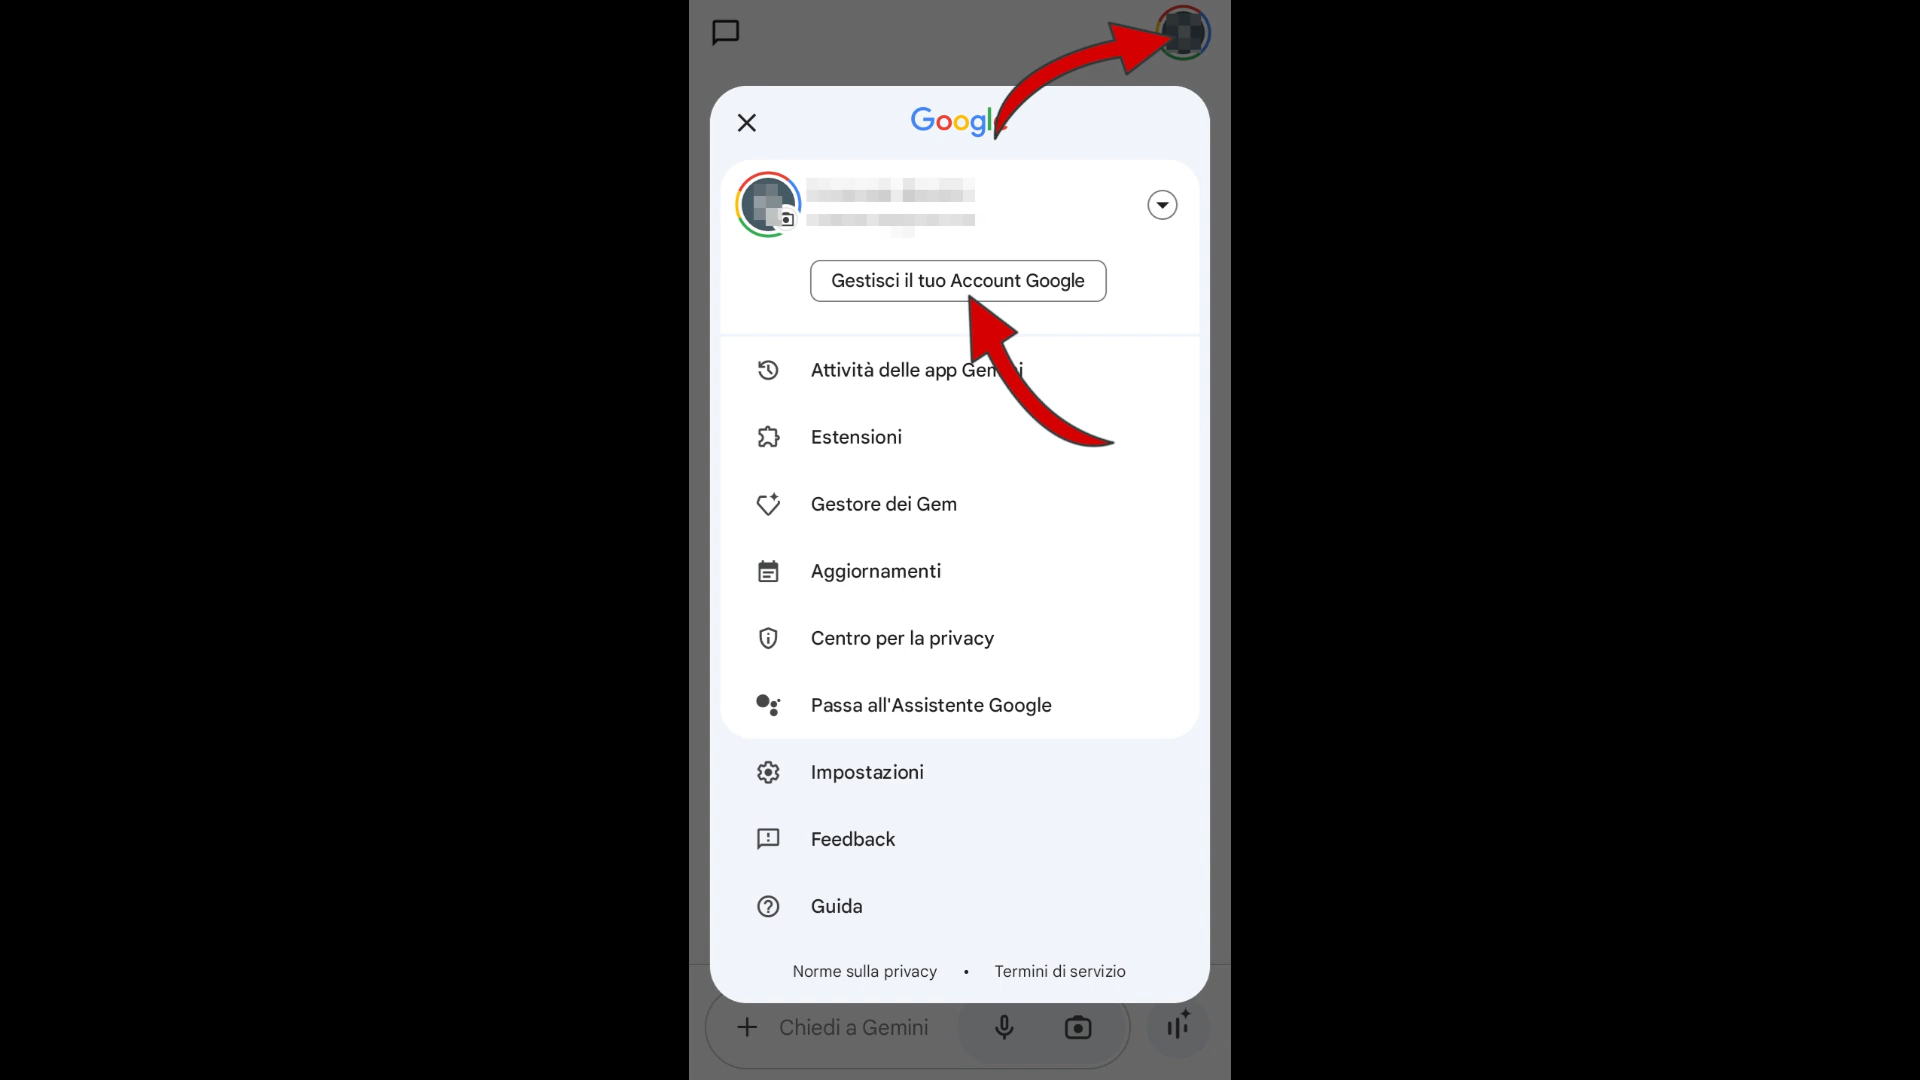 Google
Gestisci il tuo Account Google
Attività delle app Gemini
Estensioni
Gestore dei Gem
Aggiornamenti
Centro per la privacy
Passa all'Assistente Google
Impostazioni
Feedback
Guida
Norme sulla privacy • Termini di servizio
Chiedi a Gemini